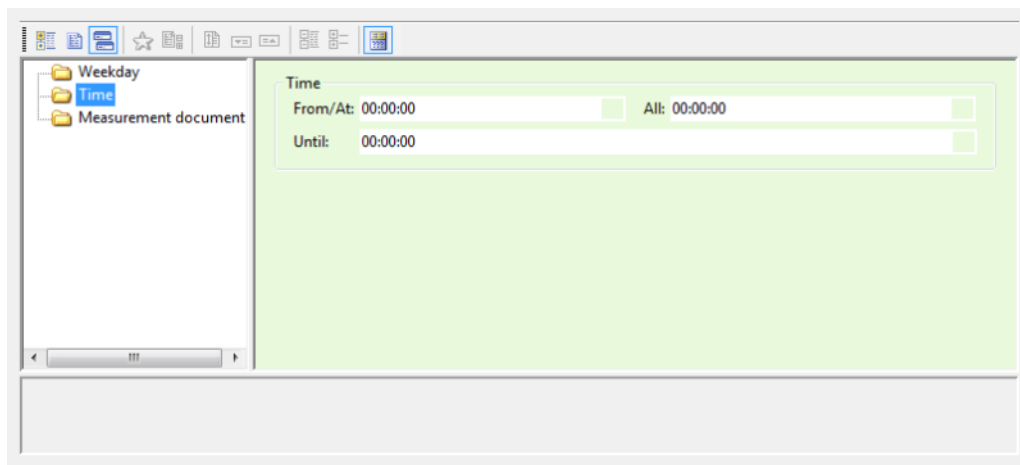 Weekday
Time
Measurement document
Time
From/At: 00:00:00 All: 00:00:00
Until: 00:00:00